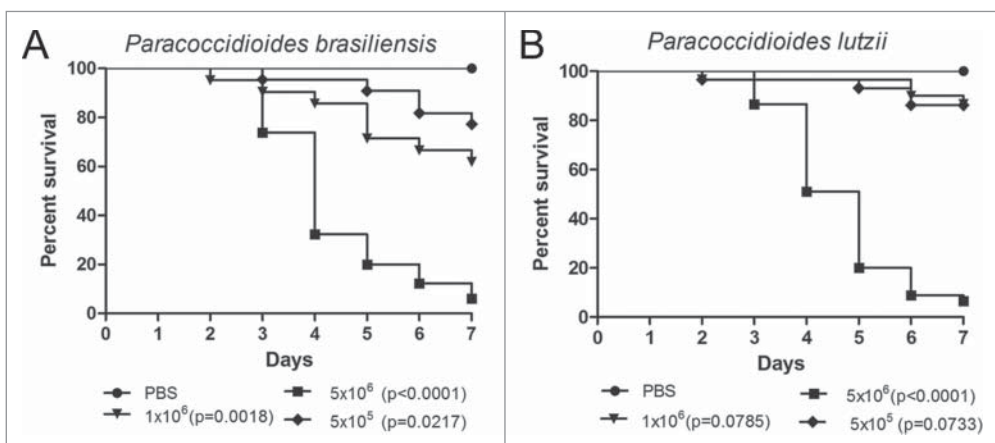 A
Paracoccidioides brasiliensis
Percent survival
100
80
60
40
20
0
0 1 2 3 4 5 6 7
Days
PBS
5x10⁶ (p<0.0001)
1x10⁶(p=0.0018)
5x10⁵ (p=0.0217)
B
Paracoccidioides lutzii
Percent survival
100
80
60
40
20
0
0 1 2 3 4 5 6 7
Days
PBS
5x10⁶(p<0.0001)
1x10⁶(p=0.0785)
5x10⁵ (p=0.0733)